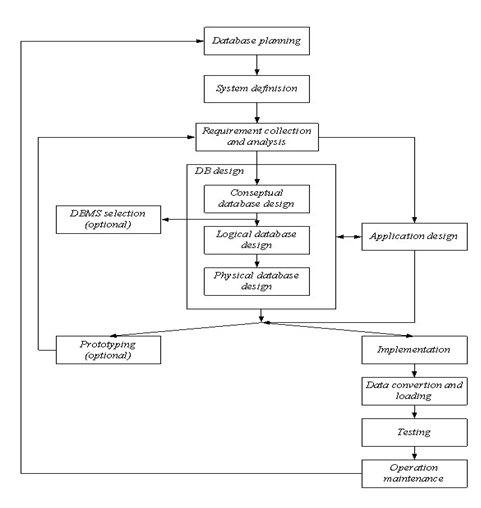 Database planning
System definision
Requirement collection
and analysis
DB design
Conseptual
database design
DBMS selection
(optional)
Logical database
design
Application design
Physical database
design
Prototyping
(optional)
Implementation
Data convertion and
loading
Testing
Operation
maintenance